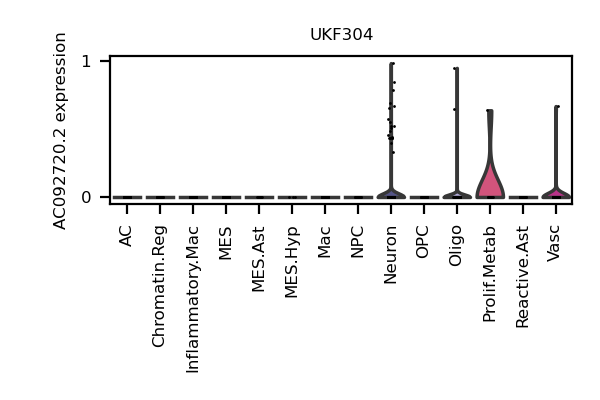 UKF304
AC092720.2 expression
1
0
AC
Chromatin.Reg
Inflammatory.Mac
MES
MES.Ast
MES.Hyp
Mac
NPC
Neuron
OPC
Oligo
Prolif.Metab
Reactive.Ast
Vasc